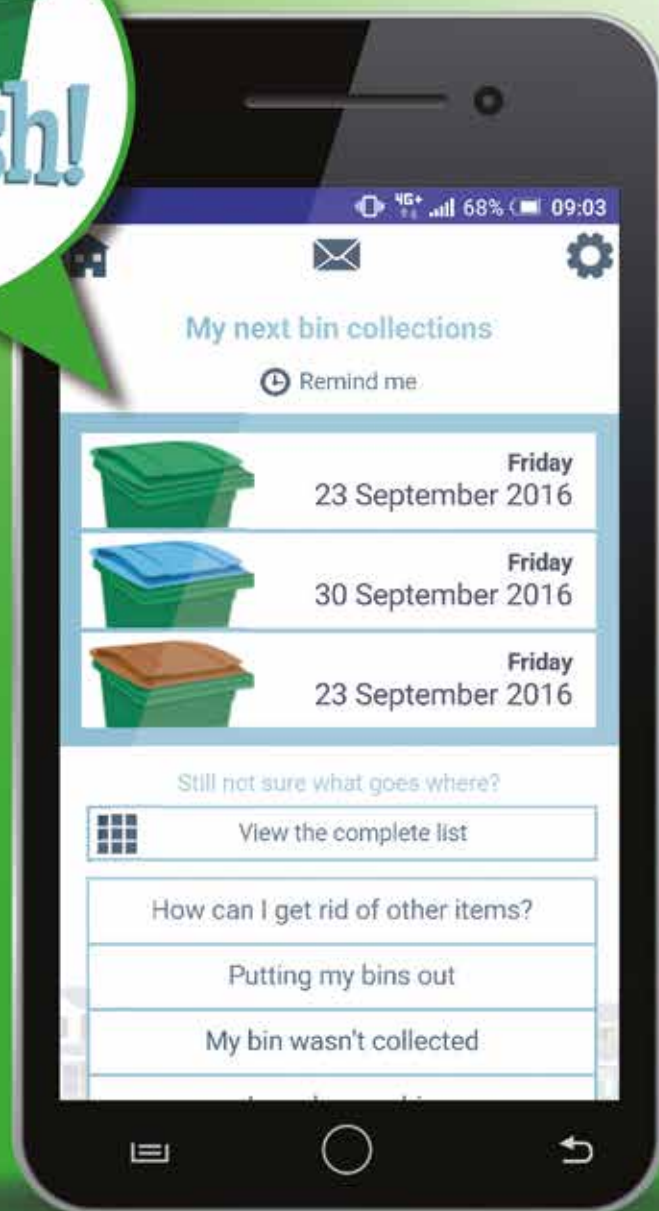 4G+ 68% 09:03
My next bin collections
Remind me
Friday
23 September 2016
Friday
30 September 2016
Friday
23 September 2016
Still not sure what goes where?
View the complete list
How can I get rid of other items?
Putting my bins out
My bin wasn't collected